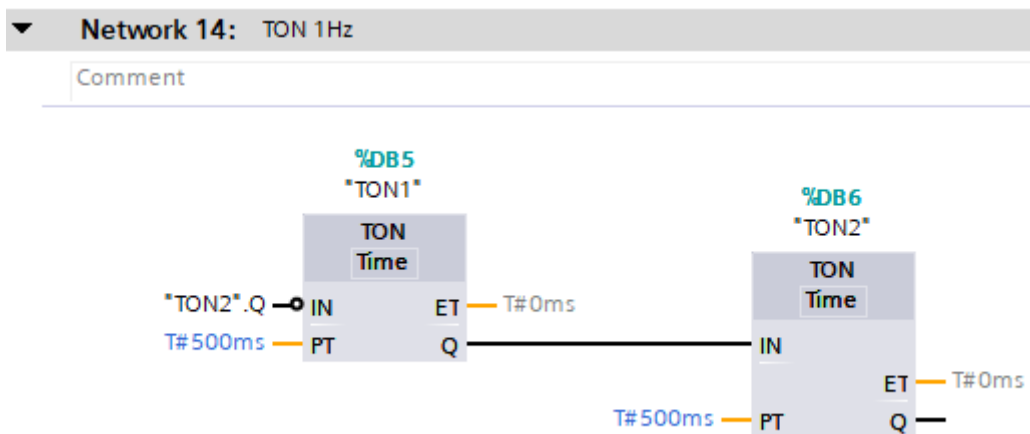 Network 14: TON 1Hz
Comment
%DB5
"TON1"
TON
Time
"TON2".Q IN ET T#0ms
T#500ms PT Q
%DB6
"TON2"
TON
Time
IN
ET T#0ms
T#500ms PT Q